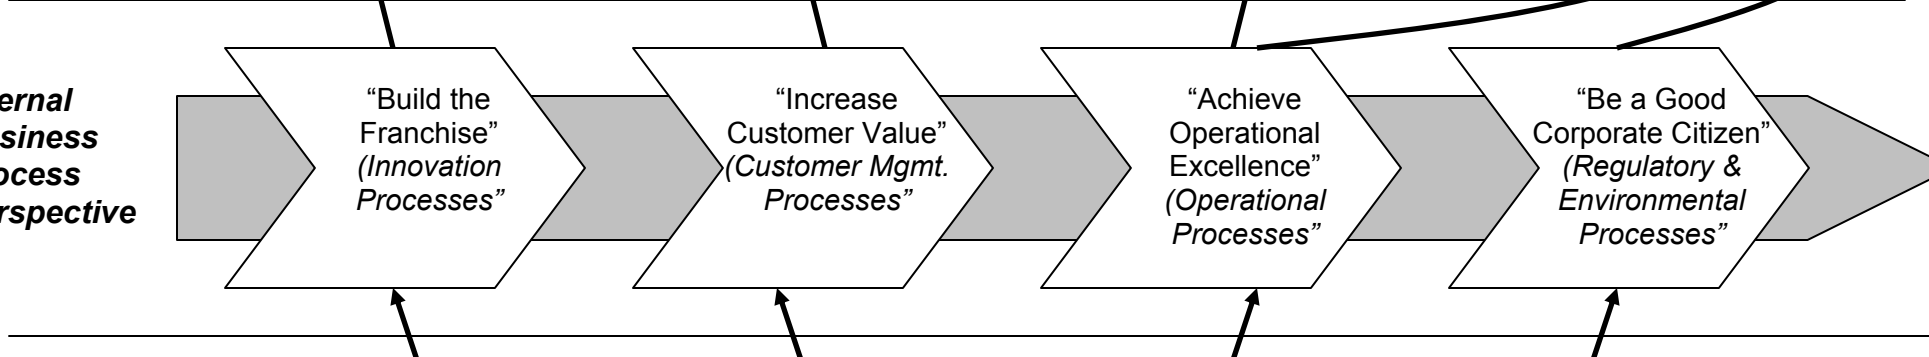 ernal
siness
ocess
rspective
“Build the
Franchise”
(Innovation
Processes”
“Increase
Customer Value”
(Customer Mgmt.
Processes”
“Achieve
Operational
Excellence”
(Operational
Processes”
“Be a Good
Corporate Citizen”
(Regulatory &
Environmental
Processes”